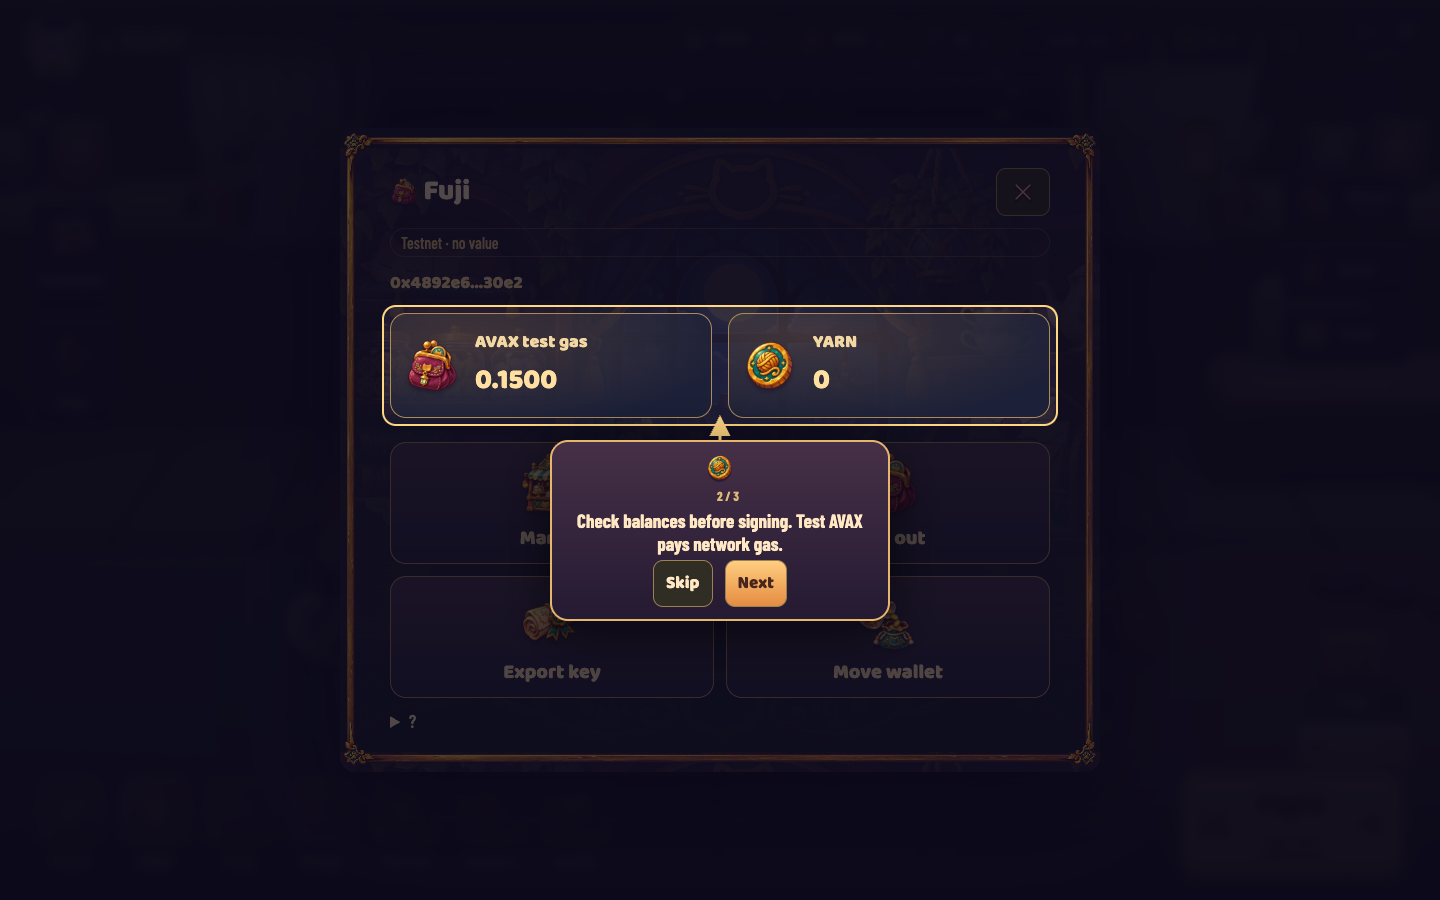 Fuji
Testnet · no value
0x4892e6...30e2
AVAX test gas
0.1500
YARN
0
2 / 3
Check balances before signing. Test AVAX
pays network gas.
Skip
Next
out
Export key
Move wallet
?